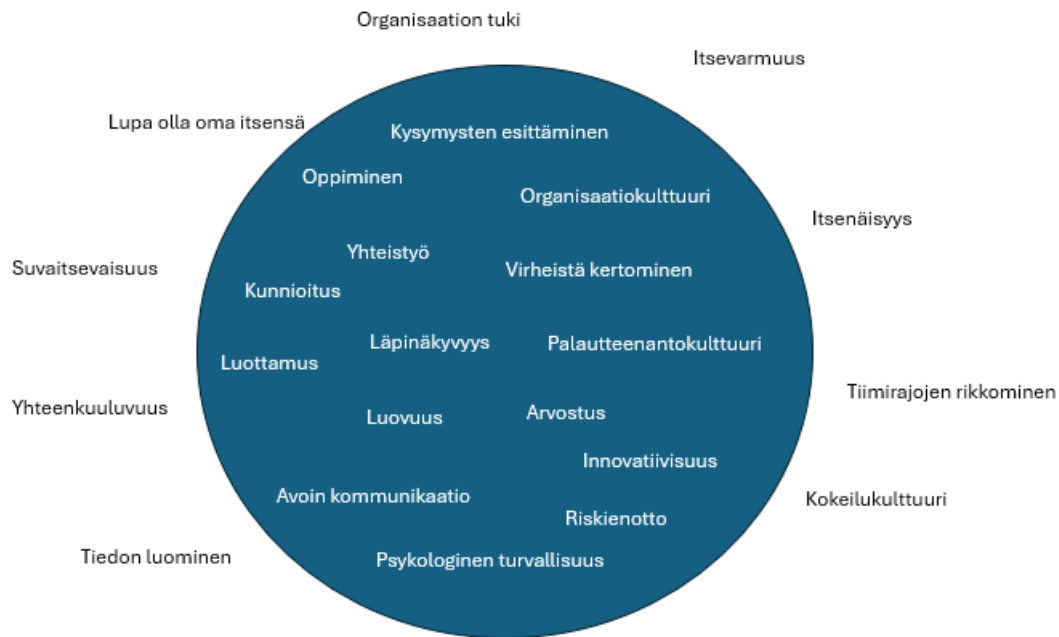 Organisaation tuki
Itsevarmuus
Lupa olla oma itsensä
Kysymysten esittäminen
Oppiminen
Organisaatiokulttuuri
Itsenäisyys
Yhteistyö
Suvaitsevaisuus
Virheistä kertominen
Kunnioitus
Läpinäkyvyys
Palautteenantokulttuuri
Luottamus
Tiimirajojen rikkominen
Yhteenkuuluvuus
Luovuus
Arvostus
Innovatiivisuus
Avoin kommunikaatio
Kokeilukulttuuri
Riskienotto
Tiedon luominen
Psykologinen turvallisuus